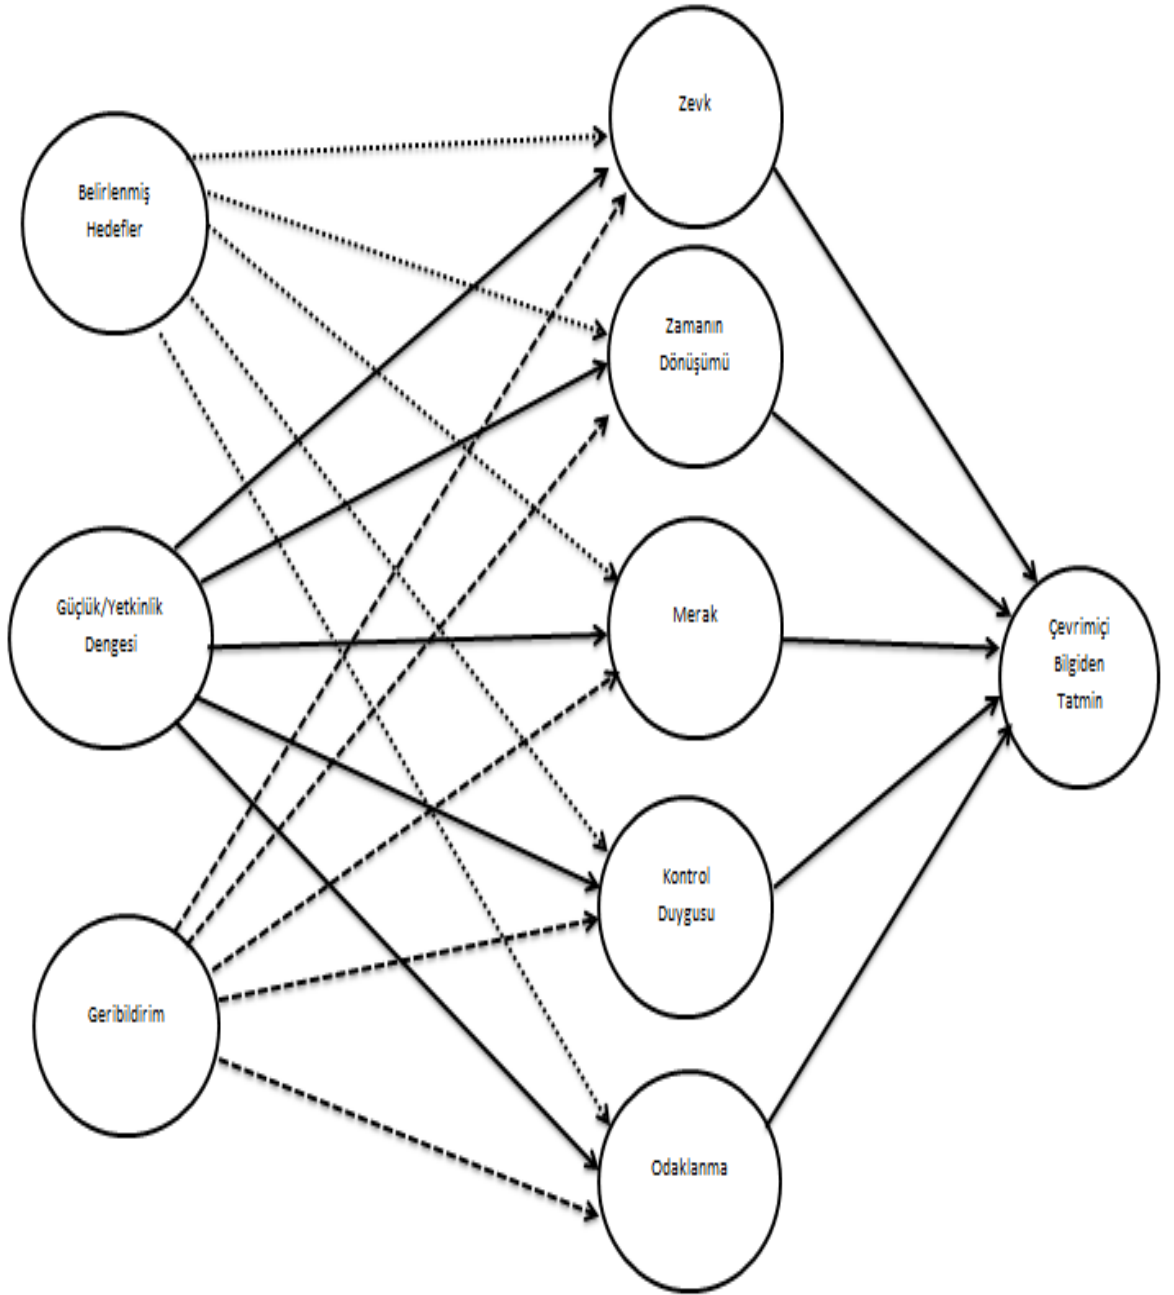 Belirlenmiş
Hedefler
Güçlük/Yetkinlik
Dengesi
Geribildirim
Zevk
Zamanın
Dönüşümü
Merak
Kontrol
Duygusu
Odaklanma
Çevrimiçi
Bilgiden
Tatmin